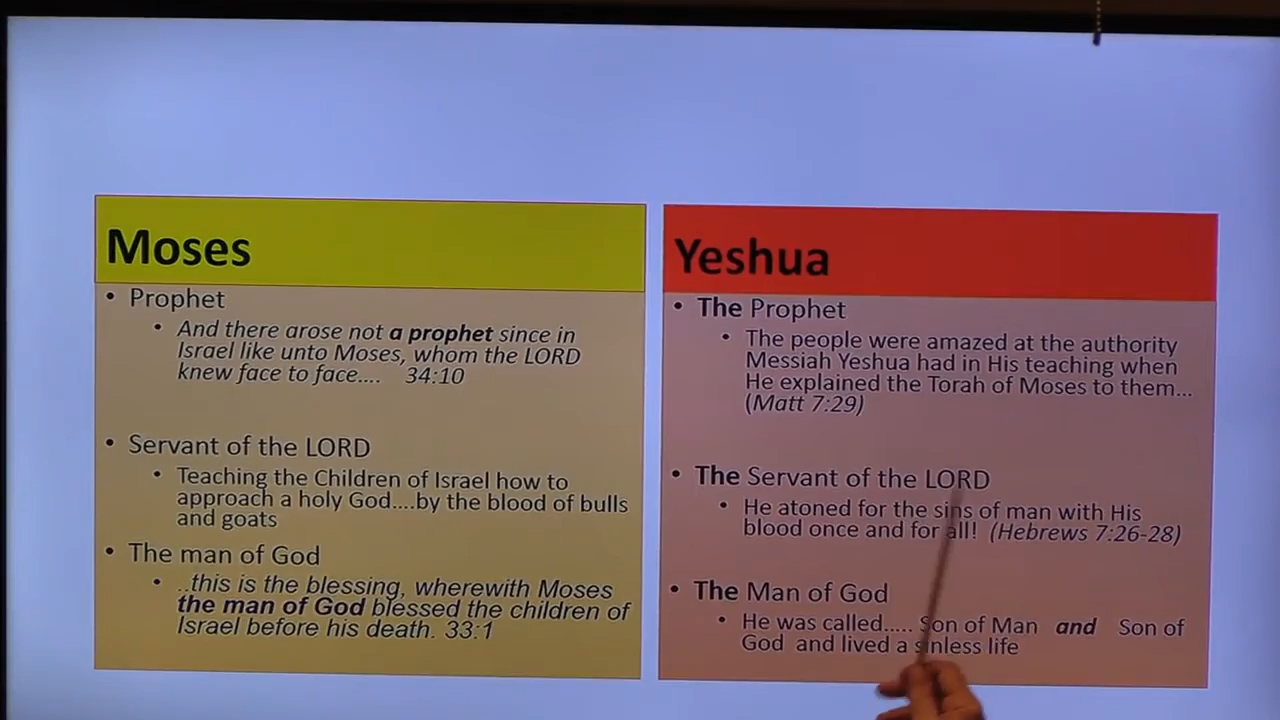 Moses
• Prophet
• And there arose not a prophet since in
Israel like unto Moses, whom the LORD
knew face to face.... 34:10
• Servant of the LORD
• Teaching the Children of Israel how to
approach a holy God....by the blood of bulls
and goats
• The man of God
• ..this is the blessing, wherewith Moses
the man of God blessed the children of
Israel before his death. 33:1
Yeshua
• The Prophet
• The people were amazed at the authority
Messiah Yeshua had in His teaching when
He explained the Torah of Moses to them...
(Matt 7:29)
• The Servant of the LORD
• He atoned for the sins of man with His
blood once and for all! (Hebrews 7:26-28)
• The Man of God
• He was called..... Son of Man and Son of
God and lived a sinless life